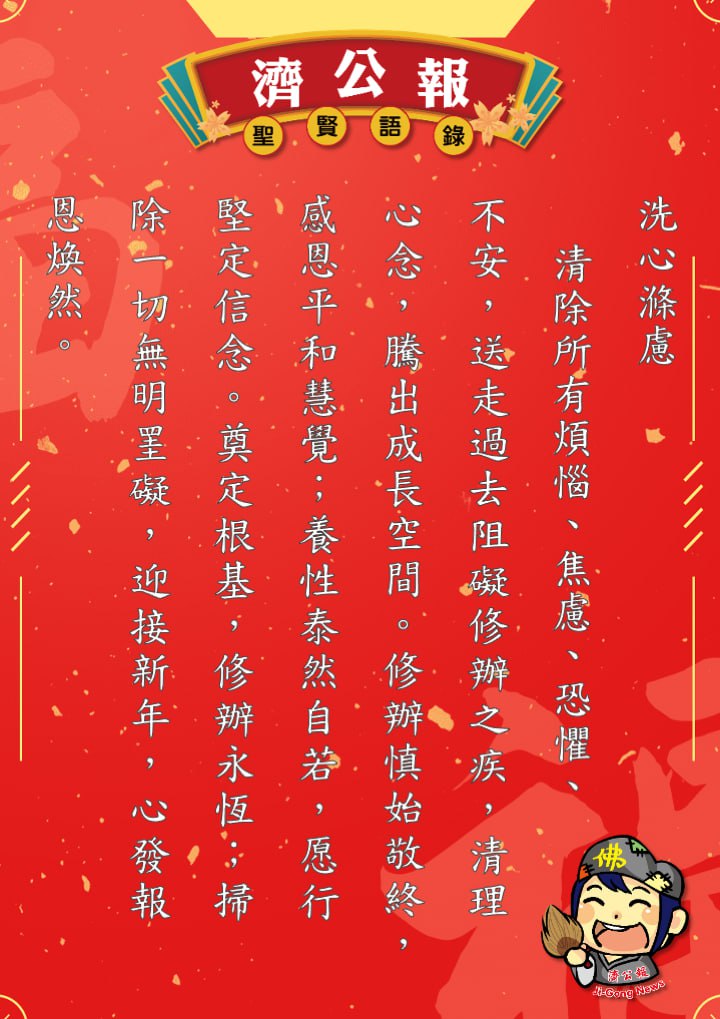 濟公報
聖賢語錄
洗心滌慮
清除所有煩惱、焦慮、恐懼、
不安，送走過去阻礙修辦之疾，清理
心念，騰出成長空間。修辦慎始敬終，
感恩平和慧覺；養性泰然自若，愿行
堅定信念。奠定根基，修辦永恆；掃
除一切無明罣礙，迎接新年，心發報
恩煥然。
佛
濟公報
Ji-Gong News